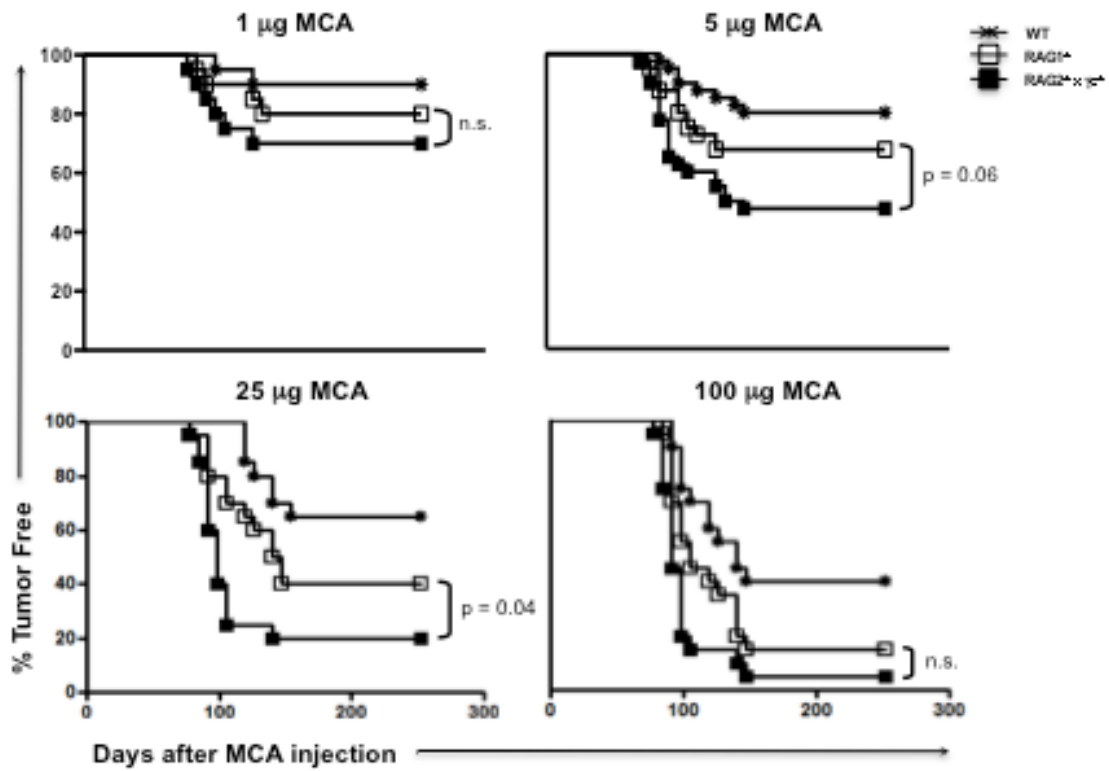 1 µg MCA
5 µg MCA
WT
RAG1-/-
RAG2-/- x γc-/-
100
80
60
40
20
0
n.s.
p = 0.06
25 µg MCA
100 µg MCA
100
80
60
40
20
0
0
100
200
300
p = 0.04
0
100
200
300
n.s.
% Tumor Free
Days after MCA injection